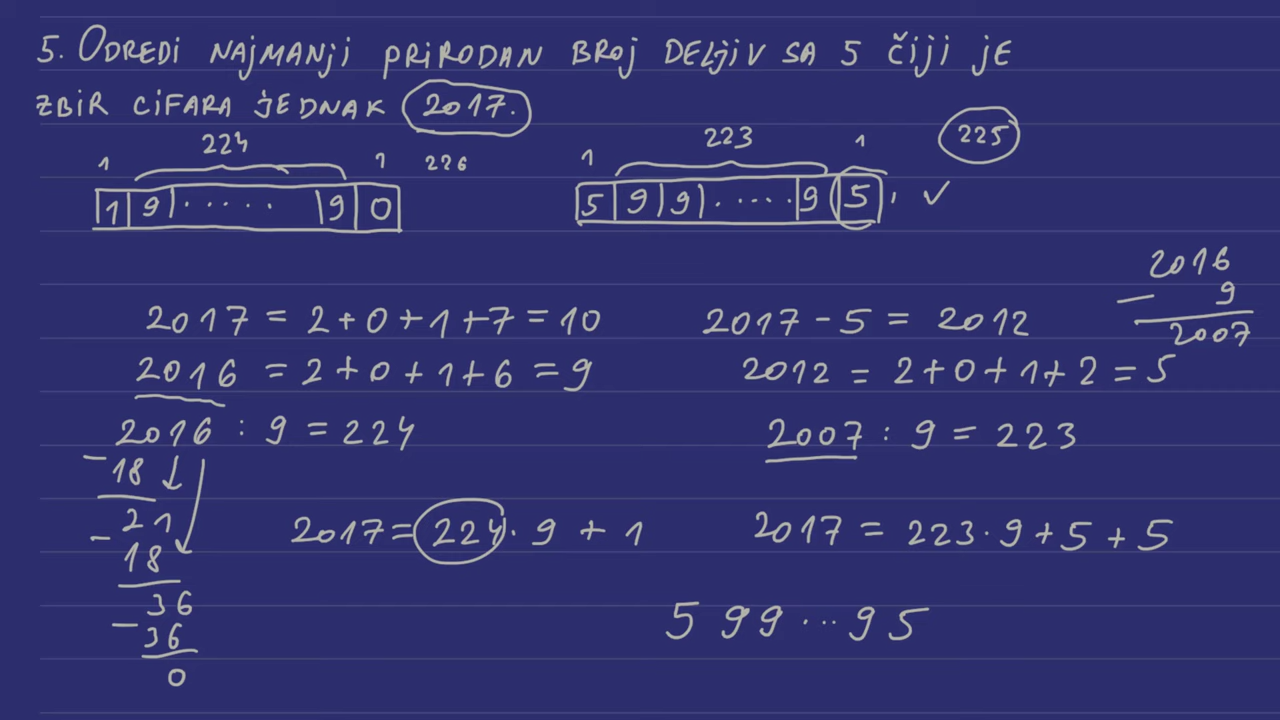 5. ODREDI NAJMANJI PRIRODAN BROJ DELJIV SA 5 ČIJI JE
ZBIR CIFARA JEDNAK 2017.
1 224 1 226
1 9 ..... 9 0
1 223 1 225
5 9 9 ..... 9 5, ✓
2017 = 2+0+1+7 = 10
2016 = 2+0+1+6 = 9
2016 : 9 = 224
-18
21
-18
36
-36
0
2017 = 224 · 9 + 1
2017 - 5 = 2012
2012 = 2+0+1+2 = 5
2016
- 9
2007
2007 : 9 = 223
2017 = 223 · 9 + 5 + 5
5 99 ... 95